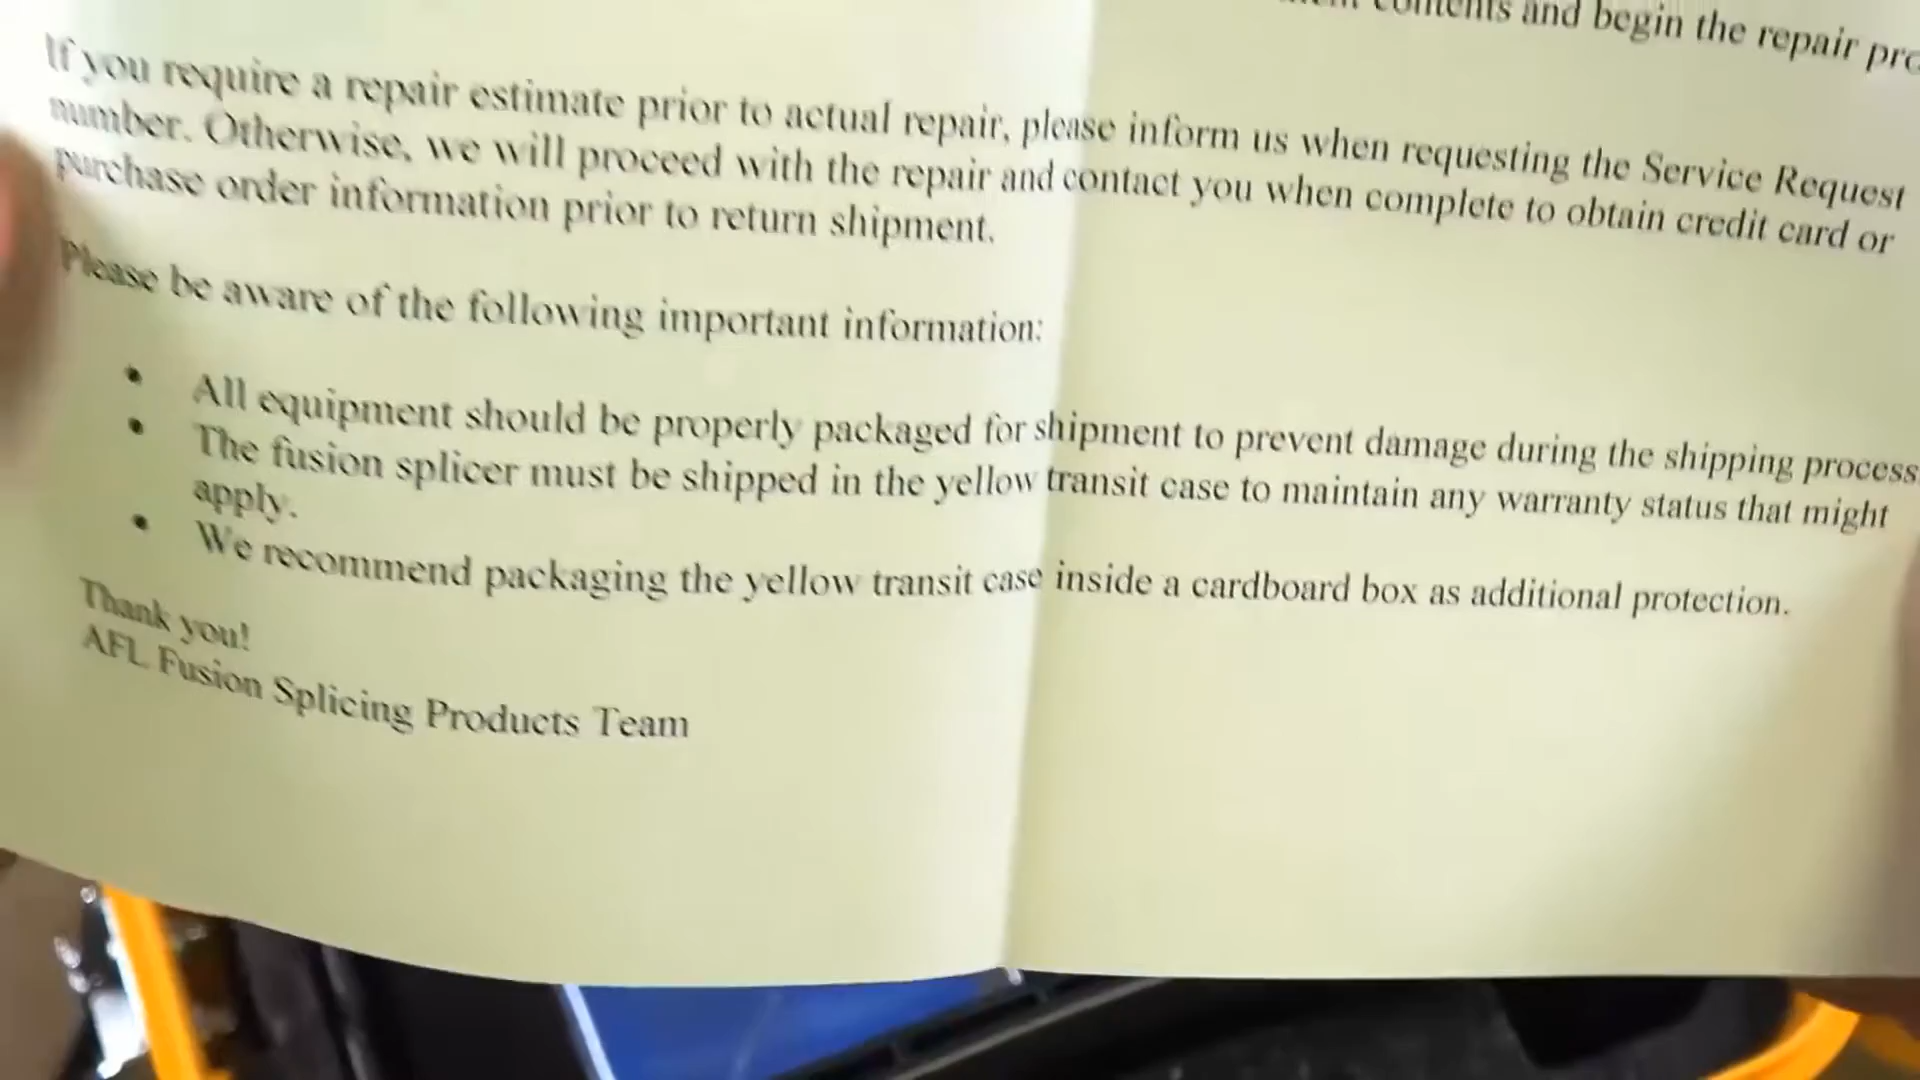 contents and begin the repair
If you require a repair estimate prior to actual repair, please inform us when requesting the Service Request
number. Otherwise, we will proceed with the repair and contact you when complete to obtain credit card or
purchase order information prior to return shipment.
Please be aware of the following important information:
• All equipment should be properly packaged for shipment to prevent damage during the shipping process.
• The fusion splicer must be shipped in the yellow transit case to maintain any warranty status that might
apply.
• We recommend packaging the yellow transit case inside a cardboard box as additional protection.
Thank you!
AFL Fusion Splicing Products Team